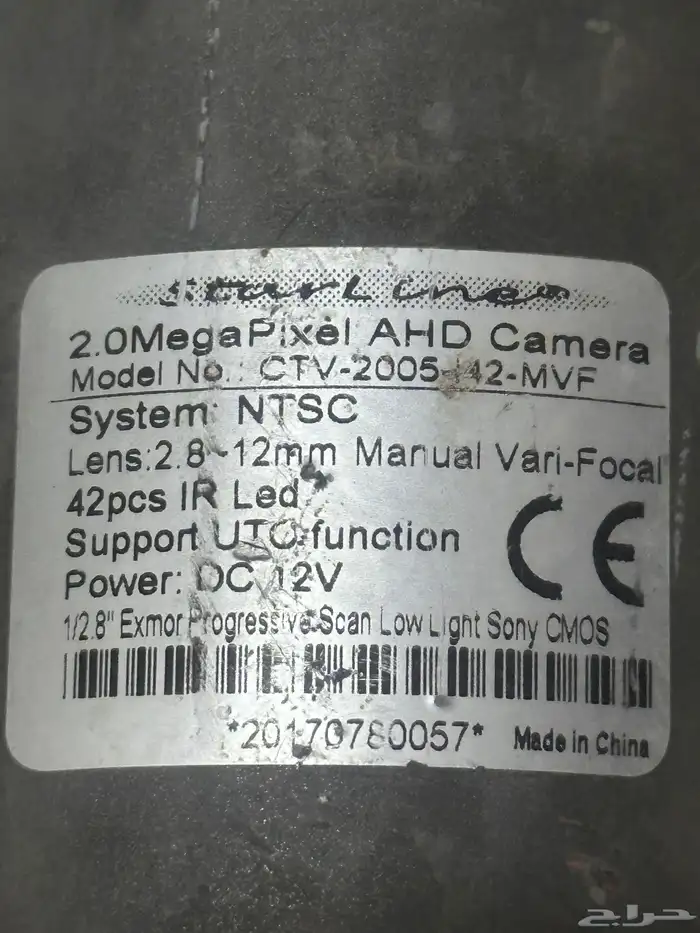 StarLine
2.0MegaPixel AHD Camera
Model No.: CTV-2005-I42-MVF
System: NTSC
Lens:2.8~12mm Manual Vari-Focal
42pcs IR Led
Support UTC function
Power: DC 12V
CE
1/2.8" Exmor Progressive Scan Low Light Sony CMOS
*20170780057*
Made in China
حراج